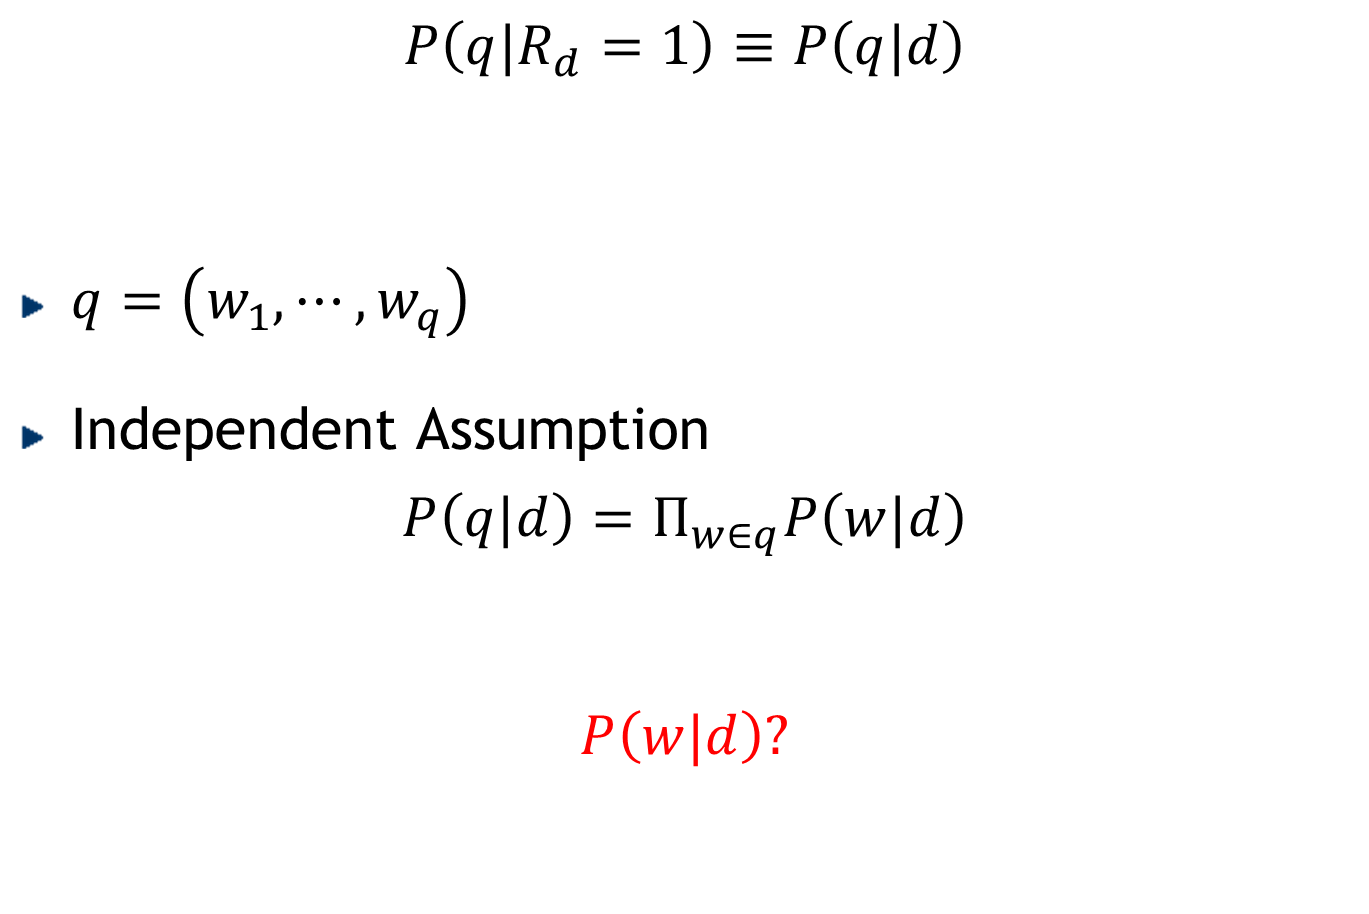 P(q|R_d = 1) ≡ P(q|d)
q = (w_1, ⋯ , w_q)
Independent Assumption
P(q|d) = Π_{w∈q} P(w|d)
P(w|d)?